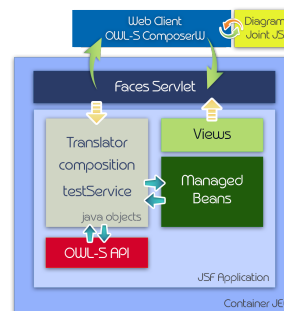 Web Client
OWL-S ComposerW
Diagram
Joint JS
Faces Servlet
Translator
composition
testService
java objects
Views
Managed
Beans
OWL-S API
JSF Application
Container JE